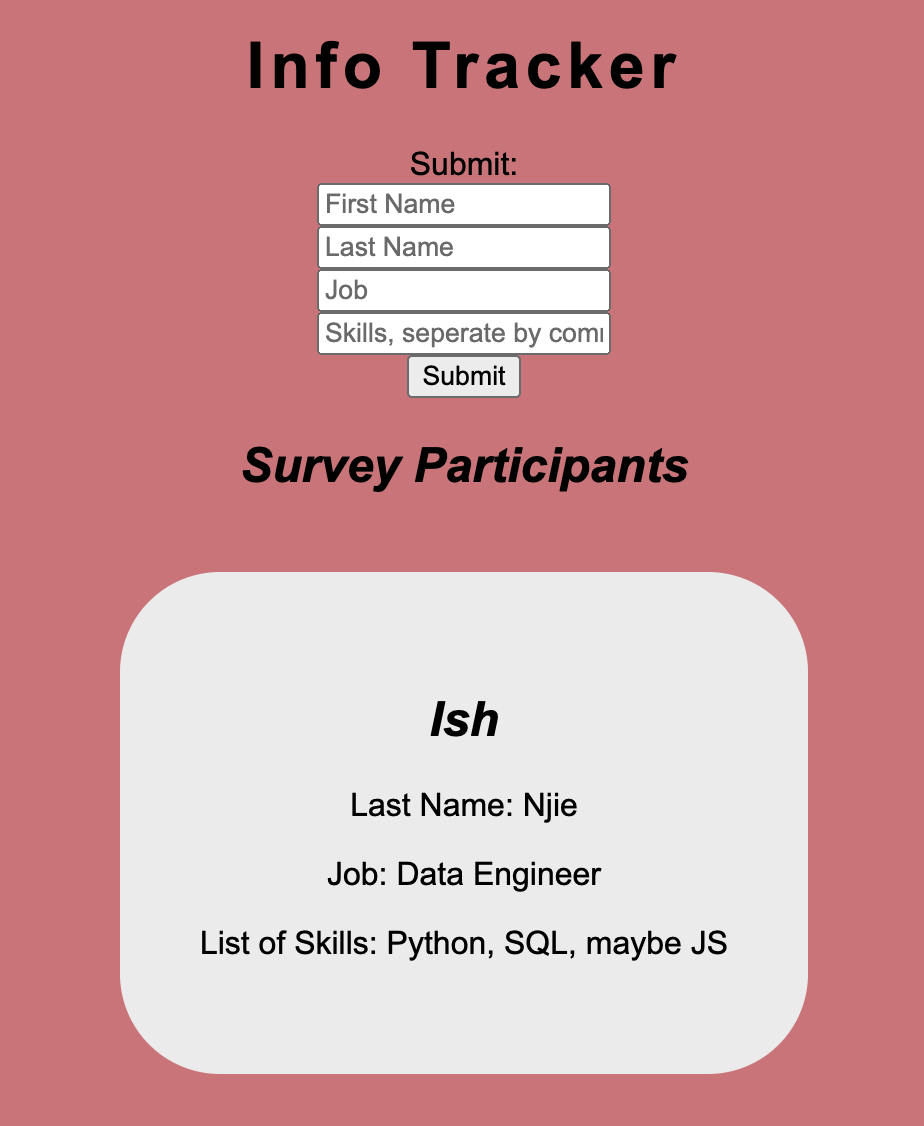 Info Tracker
Submit:
First Name
Last Name
Job
Skills, seperate by
Submit
Survey Participants
Ish
Last Name: Njie
Job: Data Engineer
List of Skills: Python, SQL, maybe JS